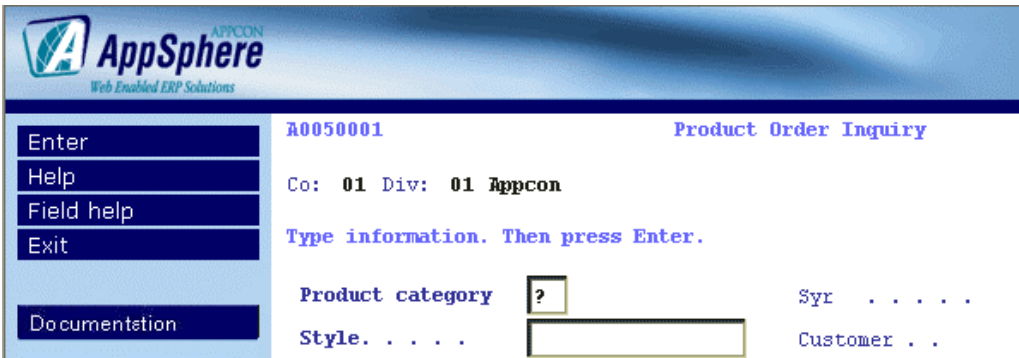 APPCON
AppSphere
Web Enabled ERP Solutions
Enter
Help
Field help
Exit
Documentation
A0050001 Product Order Inquiry
Co: 01 Div: 01 Appcon
Type information. Then press Enter.
Product category ? Syr . . . . .
Style. . . . . Customer . .